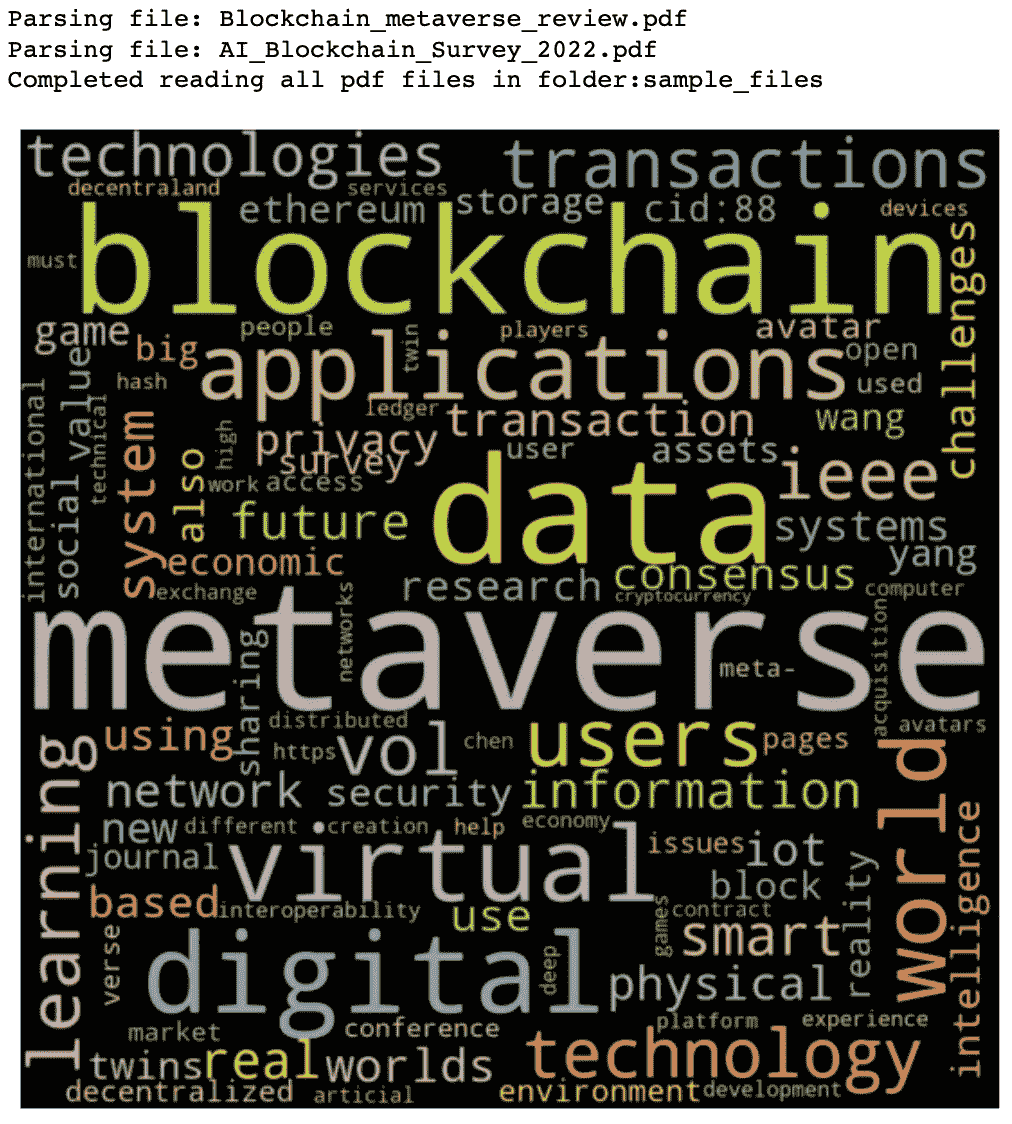 Parsing file: Blockchain_metaverse_review.pdf
Parsing file: AI_Blockchain_Survey_2022.pdf
Completed reading all pdf files in folder:sample_files
technologies
transactions
decentraland
services
ethereum
storage
cid:88
devices
blockchain
must
challenges
game
people
players
avatar
big
twin
applications
open
hash
used
social value
international
technical
ledger
transaction
wang
system
high
privacy
survey
user
assets
ieee
also
work
access
data
future
systems
economic
yang
research
consensus
exchange
cryptocurrency
computer
networks
metaverse
meta-
acquisition
sharing
distributed
avatars
using
https
vol
chen
users
pages
learning
network
security
information
world
new
different
•creation
help
economy
journal
virtual
issues
iot
block
reality
intelligence
based
interoperability
use
contract
games
smart
verse
digital
deep
physical
market
conference
platform
experience
twins
real
worlds
technology
decentralized
articial
environment
development